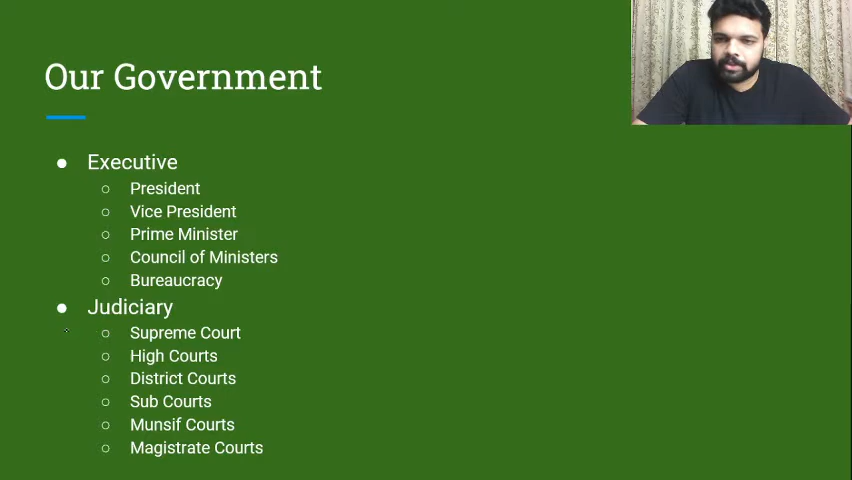 Our Government
Executive
President
Vice President
Prime Minister
Council of Ministers
Bureaucracy
Judiciary
Supreme Court
High Courts
District Courts
Sub Courts
Munsif Courts
Magistrate Courts